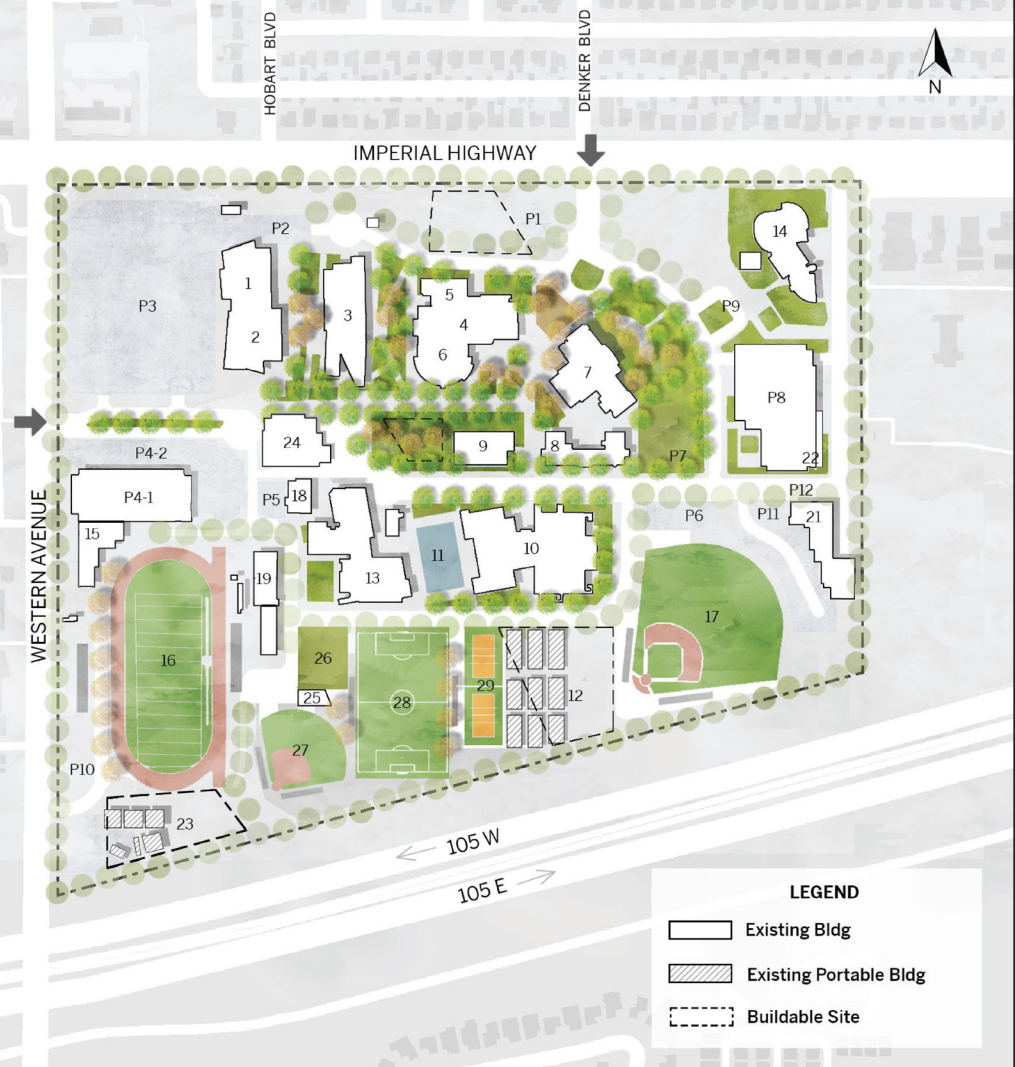 HOBART BLVD
DENKER BLVD
N
IMPERIAL HIGHWAY
P1
P2
14
1
5
P3
3
4
P9
2
6
7
P8
24
9
8
P4-2
P7
22
P4-1
P5
18
P12
P6
P11
21
15
11
10
19
13
17
WESTERN AVENUE
16
26
29
12
25
28
27
P10
23
105 W
105 E
LEGEND
Existing Bldg
Existing Portable Bldg
Buildable Site